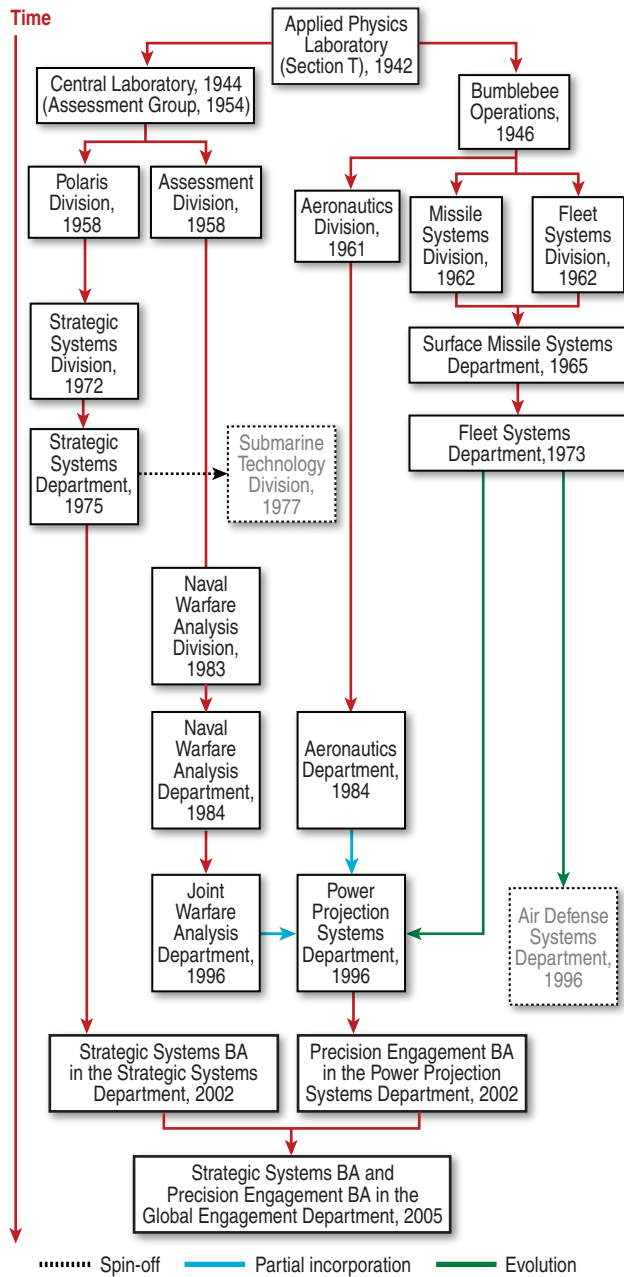 Time
Applied Physics
Laboratory
(Section T), 1942
Central Laboratory, 1944
(Assessment Group, 1954)
Bumblebee
Operations,
1946
Polaris
Division,
1958
Assessment
Division,
1958
Aeronautics
Division,
1961
Missile
Systems
Division,
1962
Fleet
Systems
Division,
1962
Strategic
Systems
Division,
1972
Surface Missile Systems
Department, 1965
Strategic
Systems
Department,
1975
Submarine
Technology
Division,
1977
Fleet Systems
Department,1973
Naval
Warfare
Analysis
Division,
1983
Naval
Warfare
Analysis
Department,
1984
Aeronautics
Department,
1984
Joint
Warfare
Analysis
Department,
1996
Power
Projection
Systems
Department,
1996
Air Defense
Systems
Department,
1996
Strategic Systems BA
in the Strategic Systems
Department, 2002
Precision Engagement BA
in the Power Projection
Systems Department, 2002
Strategic Systems BA and
Precision Engagement BA in the
Global Engagement Department, 2005
Spin-off
Partial incorporation
Evolution